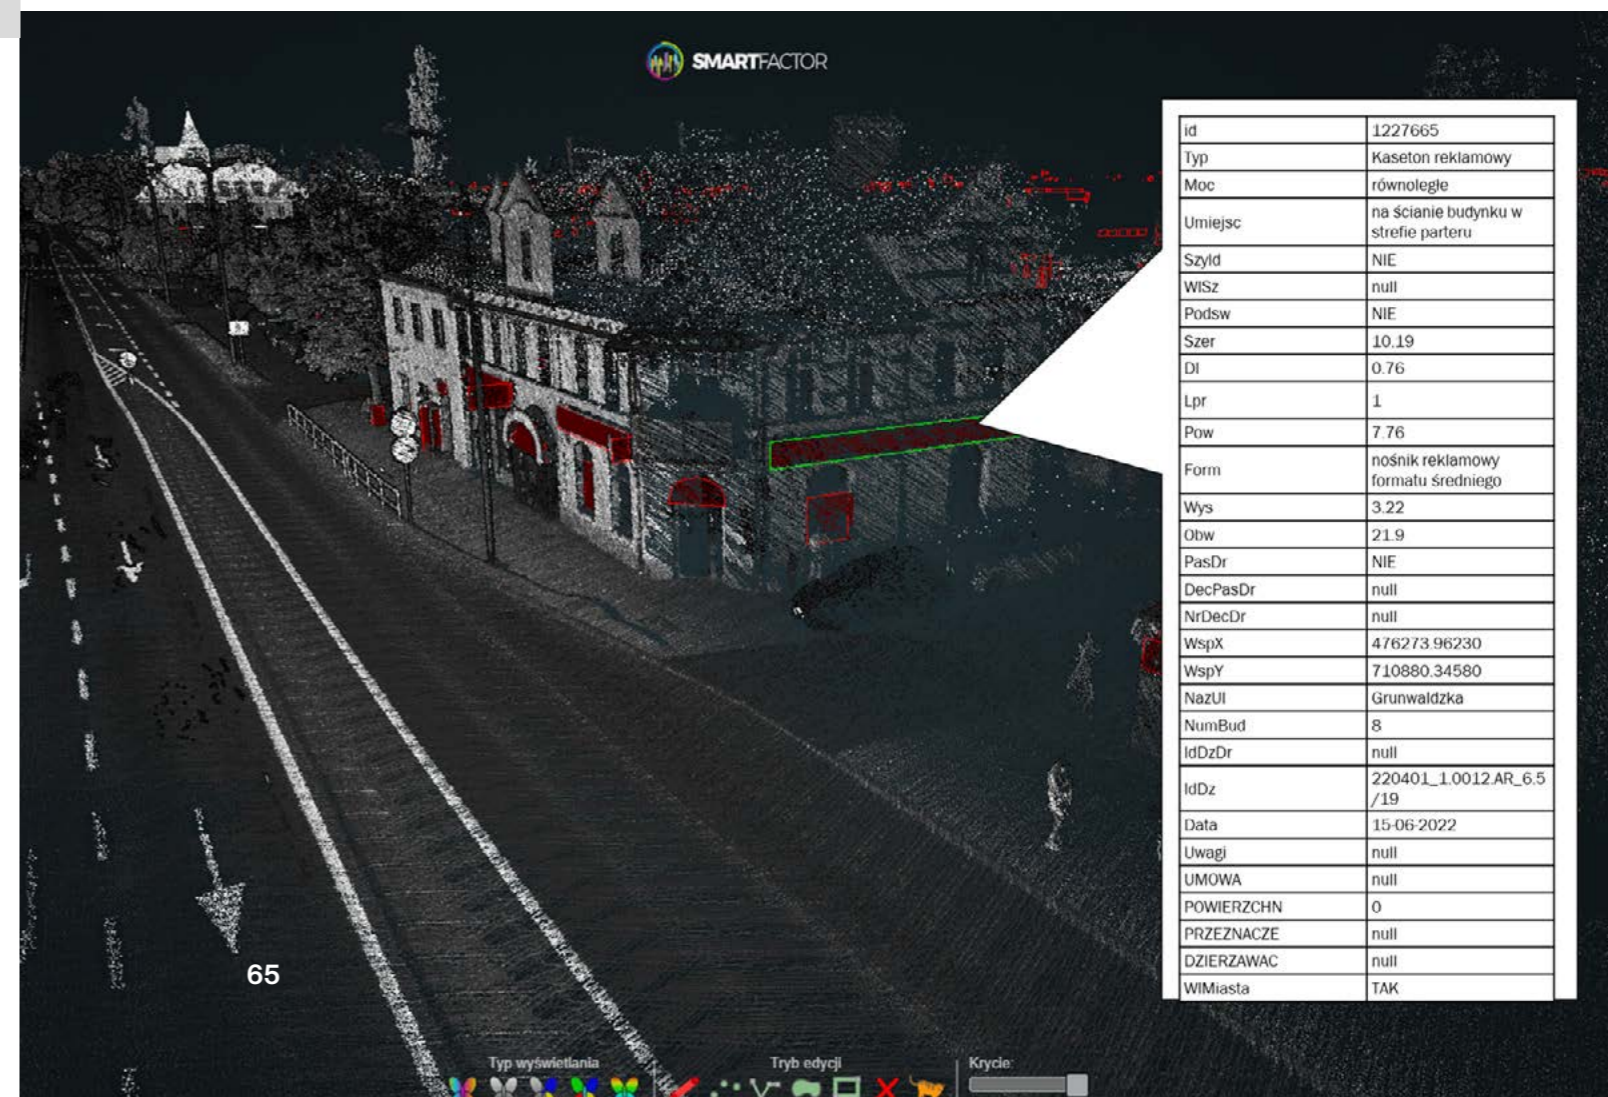 SMARTFACTOR
id 1227665
Typ Kaseton reklamowy
Moc równoległe
Umiejsc na ścianie budynku w
strefie parteru
Szyld NIE
WlSz null
Podsw NIE
Szer 10.19
Dl 0.76
Lpr 1
Pow 7.76
Form nośnik reklamowy
formatu średniego
Wys 3.22
Obw 21.9
PasDr NIE
DecPasDr null
NrDecDr null
WspX 476273.96230
WspY 710880.34580
NazUl Grunwaldzka
NumBud 8
IdDzDr null
IdDz 220401_1.0012.AR_6.5
/19
Data 15-06-2022
Uwagi null
UMOWA null
POWIERZCHN 0
PRZEZNACZE null
DZIERZAWAC null
WlMiasta TAK
65
Typ wyświetlania Tryb edycji Krycie: